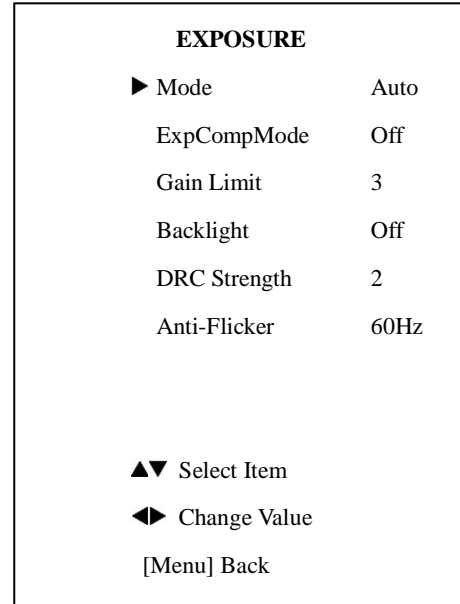 EXPOSURE
▶ Mode Auto
ExpCompMode Off
Gain Limit 3
Backlight Off
DRC Strength 2
Anti-Flicker 60Hz
▲▼ Select Item
◀▶ Change Value
[Menu] Back